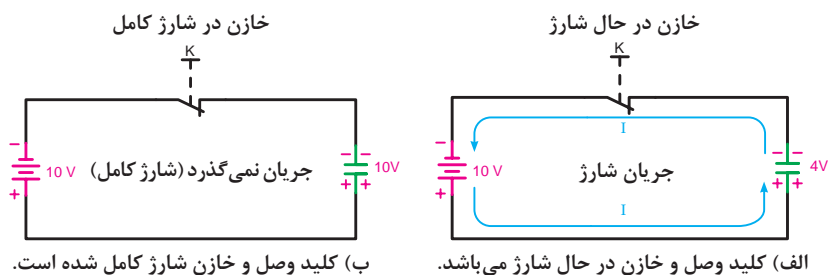 خازن در حال شارژ
K
I
− − 
4V
+ +
−
10 V
+
جریان شارژ
I
الف) کلید وصل و خازن در حال شارژ می‌باشد.
خازن در شارژ کامل
K
−
10 V
+
جریان نمی‌گذرد (شارژ کامل)
− −
10V
+ +
ب) کلید وصل و خازن شارژ کامل شده است.